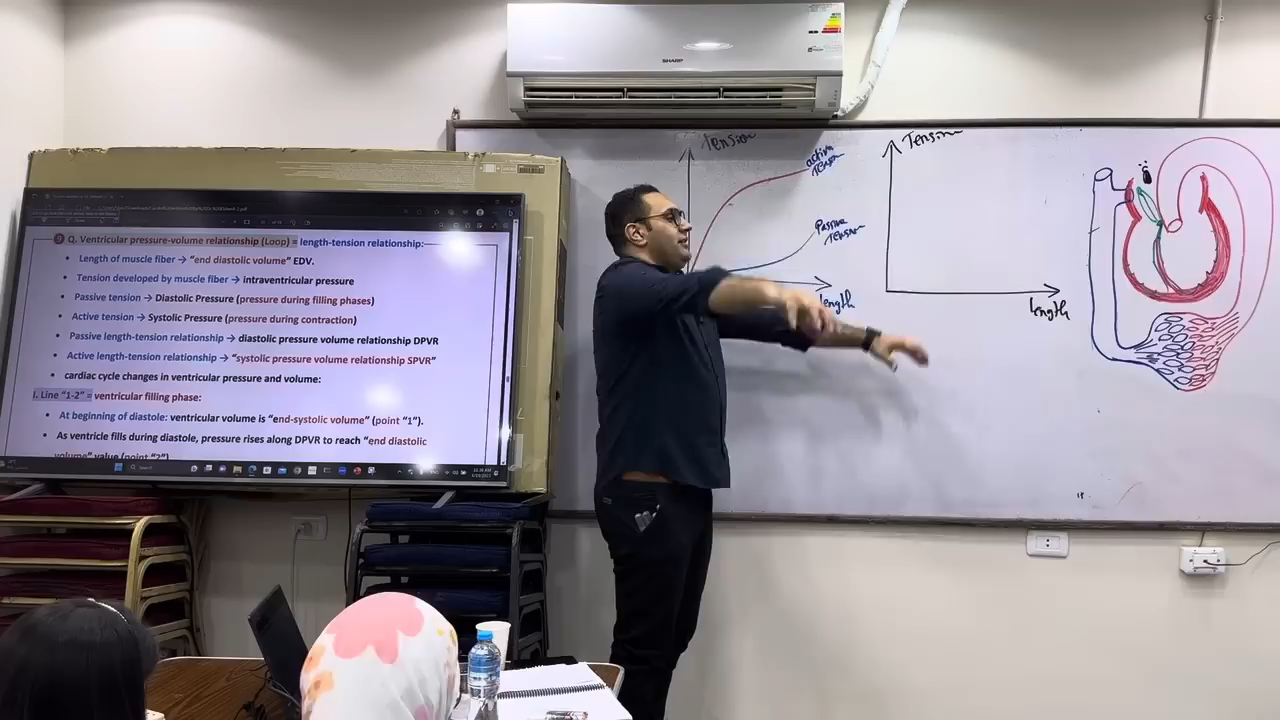 SHARP
Q. Ventricular pressure-volume relationship (Loop) = length-tension relationship:
• Length of muscle fiber → "end diastolic volume" EDV.
• Tension developed by muscle fiber → intraventricular pressure
• Passive tension → Diastolic Pressure (pressure during filling phases)
• Active tension → Systolic Pressure (pressure during contraction)
• Passive length-tension relationship → diastolic pressure volume relationship DPVR
• Active length-tension relationship → "systolic pressure volume relationship SPVR"
• cardiac cycle changes in ventricular pressure and volume:
I. Line "1-2" = ventricular filling phase:
• At beginning of diastole: ventricular volume is "end-systolic volume" (point "1").
• As ventricle fills during diastole, pressure rises along DPVR to reach "end diastolic
volume" value (point "2")
Search
Tension
active
Tension
Passive
Tension
length
Tension
length